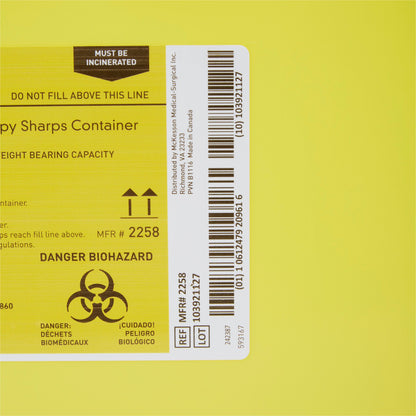 MUST BE
INCINERATED
DO NOT FILL ABOVE THIS LINE
py Sharps Container
EIGHT BEARING CAPACITY
ntainer.
er.
ps reach fill line above.
gulations.
MFR # 2258
DANGER BIOHAZARD
860
DANGER:
DÉCHETS
BIOMÉDICAUX
¡CUIDADO!
PELIGRO
BIOLÓGICO
Distributed by McKesson Medical-Surgical Inc.
Richmond, VA 23233
PVN B1116 Made in Canada
REF MFR# 2258
LOT 103921127
(10) 103921127
(01) 1 0612479 20961 6
242387
593167